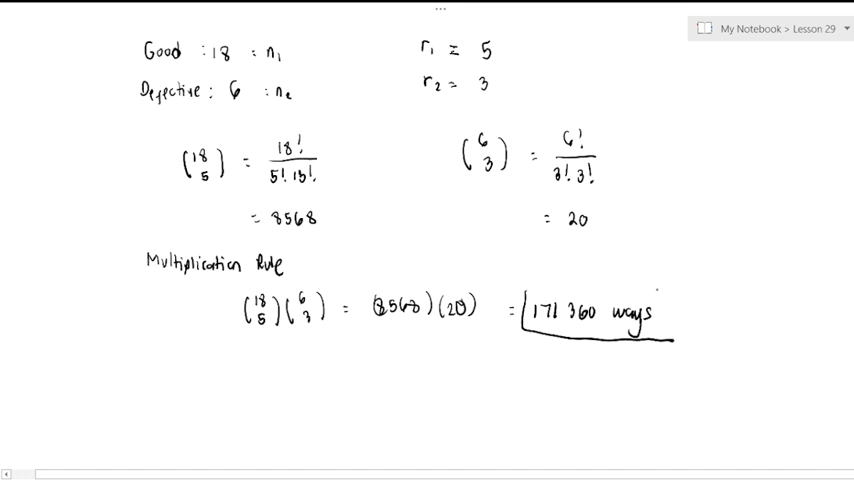 ...
My Notebook > Lesson 29
Good : 18 = n₁ r₁ = 5
Defective : 6 = n₂ r₂ = 3
(18 5) = 18! / 5! 13! (6 3) = 6! / 3! 3!
= 8568 = 20
Multiplication Rule
(18 5)(6 3) = (8568)(20) = 171 360 ways